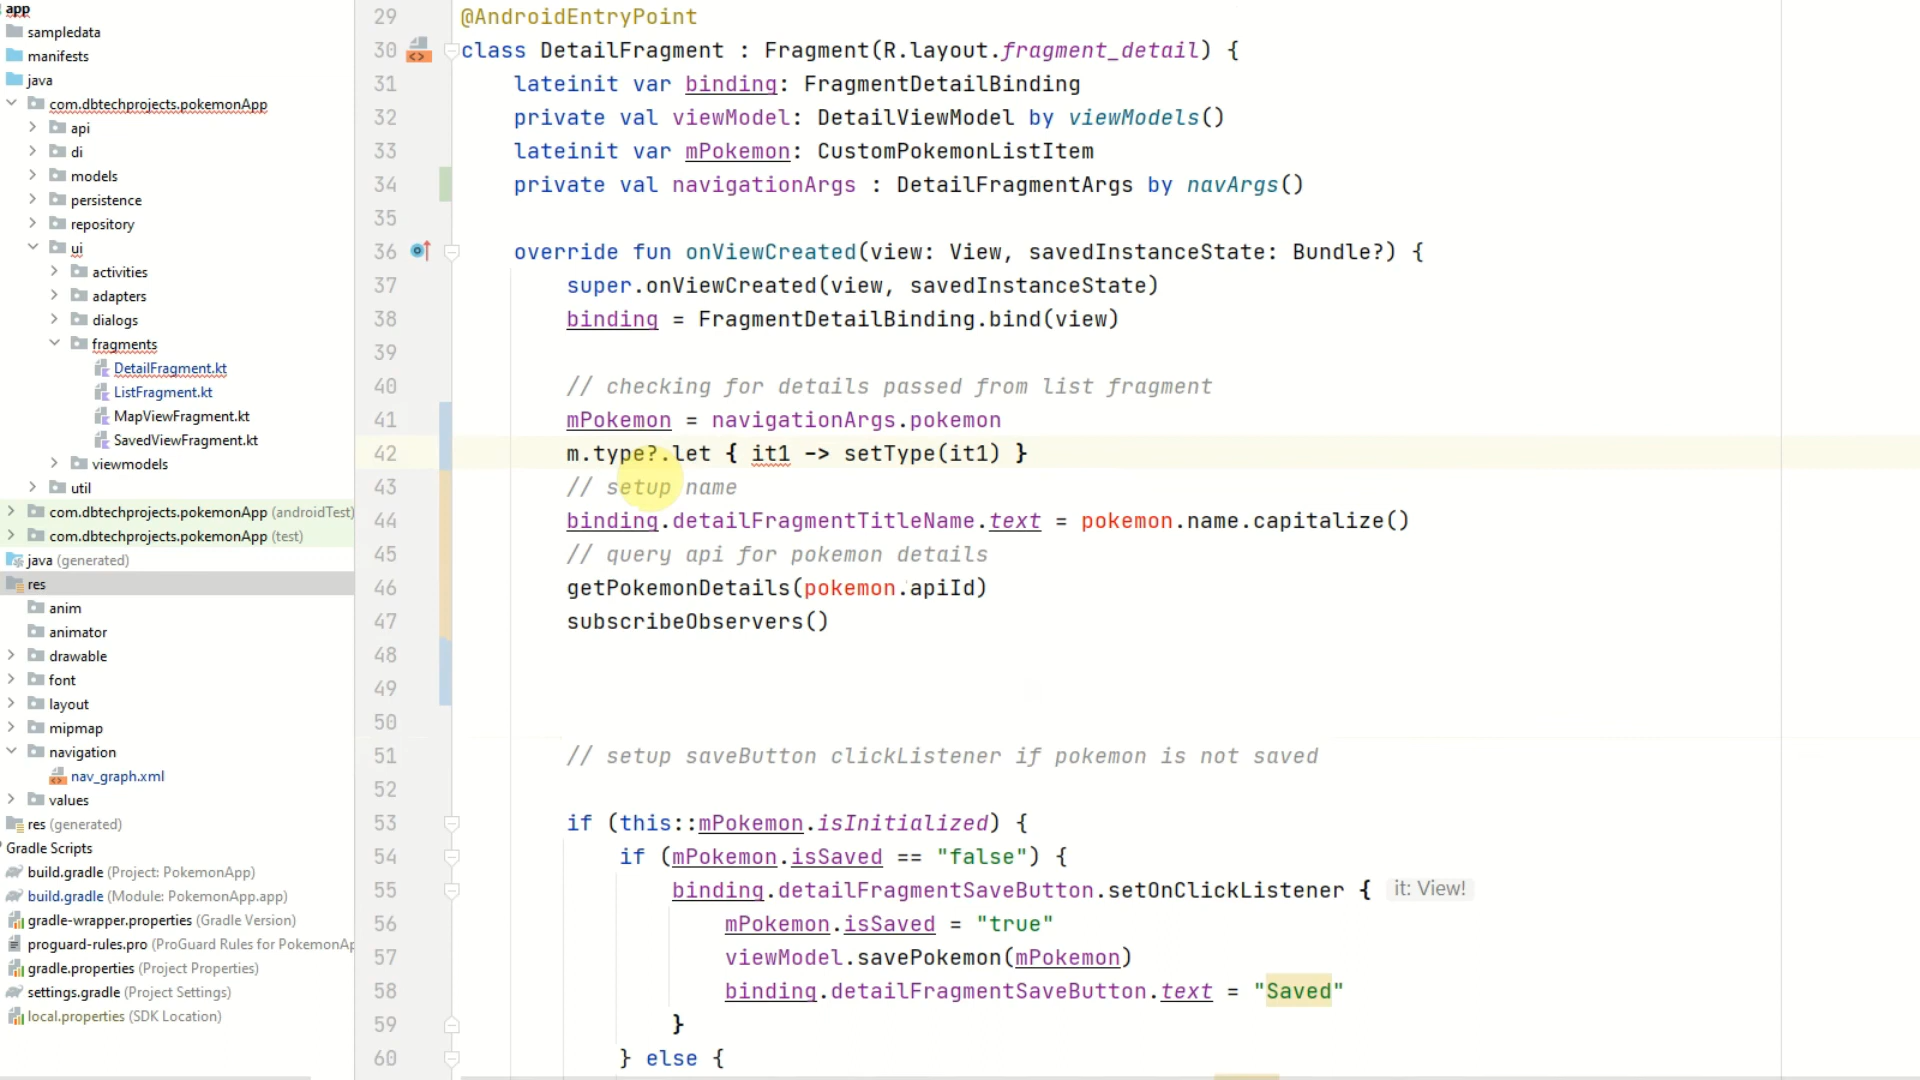 app
sampledata
manifests
java
com.dbtechprojects.pokemonApp
api
di
models
persistence
repository
ui
activities
adapters
dialogs
fragments
DetailFragment.kt
ListFragment.kt
MapViewFragment.kt
SavedViewFragment.kt
viewmodels
util
com.dbtechprojects.pokemonApp (androidTest)
com.dbtechprojects.pokemonApp (test)
java (generated)
res
anim
animator
drawable
font
layout
mipmap
navigation
nav_graph.xml
values
res (generated)
Gradle Scripts
build.gradle (Project: PokemonApp)
build.gradle (Module: PokemonApp.app)
gradle-wrapper.properties (Gradle Version)
proguard-rules.pro (ProGuard Rules for PokemonAp
gradle.properties (Project Properties)
settings.gradle (Project Settings)
local.properties (SDK Location)
29 @AndroidEntryPoint
30 class DetailFragment : Fragment(R.layout.fragment_detail) {
31 lateinit var binding: FragmentDetailBinding
32 private val viewModel: DetailViewModel by viewModels()
33 lateinit var mPokemon: CustomPokemonListItem
34 private val navigationArgs : DetailFragmentArgs by navArgs()
35
36 override fun onViewCreated(view: View, savedInstanceState: Bundle?) {
37 super.onViewCreated(view, savedInstanceState)
38 binding = FragmentDetailBinding.bind(view)
39
40 // checking for details passed from list fragment
41 mPokemon = navigationArgs.pokemon
42 m.type?.let { it1 -> setType(it1) }
43 // setup name
44 binding.detailFragmentTitleName.text = pokemon.name.capitalize()
45 // query api for pokemon details
46 getPokemonDetails(pokemon.apiId)
47 subscribeObservers()
48
49
50
51 // setup saveButton clickListener if pokemon is not saved
52
53 if (this::mPokemon.isInitialized) {
54 if (mPokemon.isSaved == "false") {
55 binding.detailFragmentSaveButton.setOnClickListener { it: View!
56 mPokemon.isSaved = "true"
57 viewModel.savePokemon(mPokemon)
58 binding.detailFragmentSaveButton.text = "Saved"
59 }
60 } else {